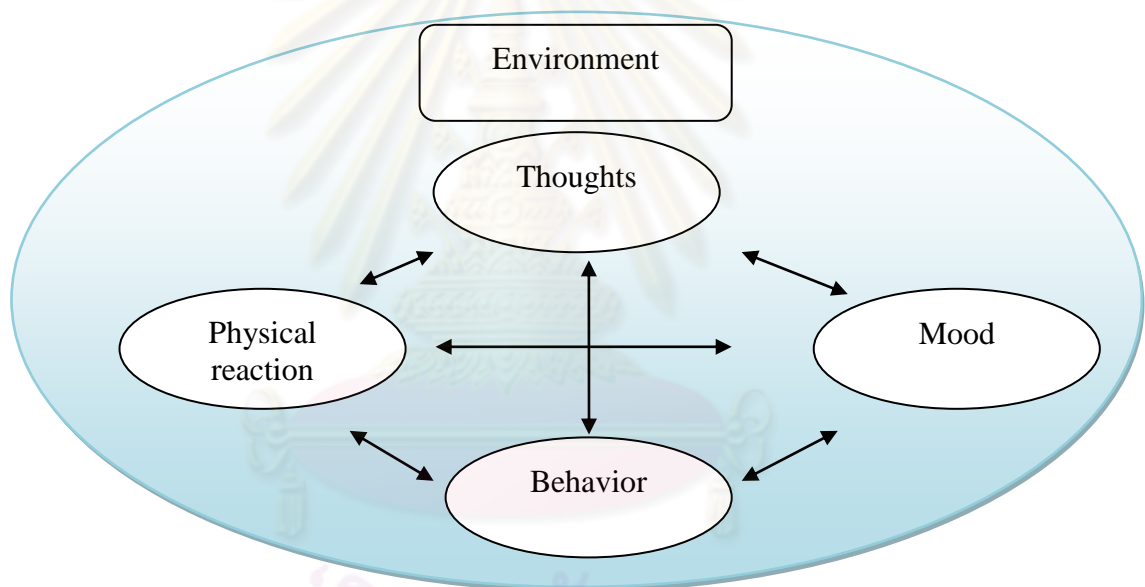 Environment
Thoughts
Physical
reaction
Mood
Behavior